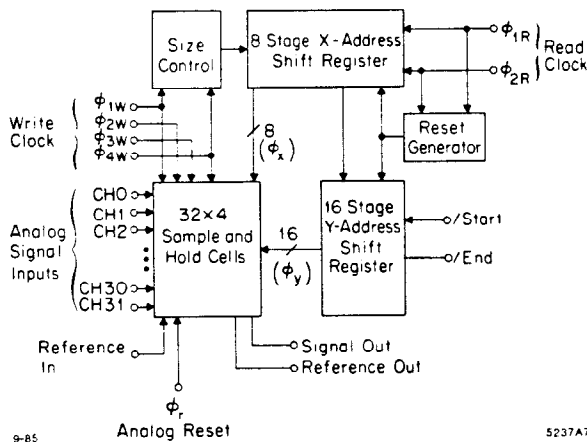 Size
Control
8 Stage X-Address
Shift Register
ϕ1R
ϕ2R
Read
Clock
Write
Clock
ϕ1W
ϕ2W
ϕ3W
ϕ4W
8
(ϕx)
Reset
Generator
Analog
Signal
Inputs
CH0
CH1
CH2
CH30
CH31
32×4
Sample and
Hold Cells
16
(ϕy)
16 Stage
Y-Address
Shift
Register
/Start
/End
Reference
In
Signal Out
Reference Out
ϕr
Analog Reset
9-85
5237A7